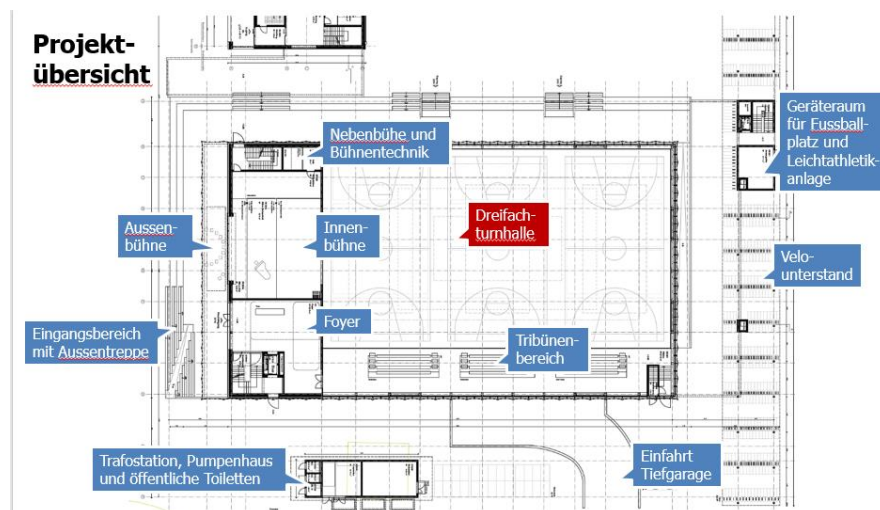 Projekt-
übersicht
Nebenbühe und
Bühnentechnik
Geräteraum
für Fussball-
platz und
Leichtathletik-
anlage
Dreifach-
turnhalle
Aussen-
bühne
Innen-
bühne
Velo-
unterstand
Foyer
Eingangsbereich
mit Aussentreppe
Tribünen-
bereich
Trafostation, Pumpenhaus
und öffentliche Toiletten
Einfahrt
Tiefgarage